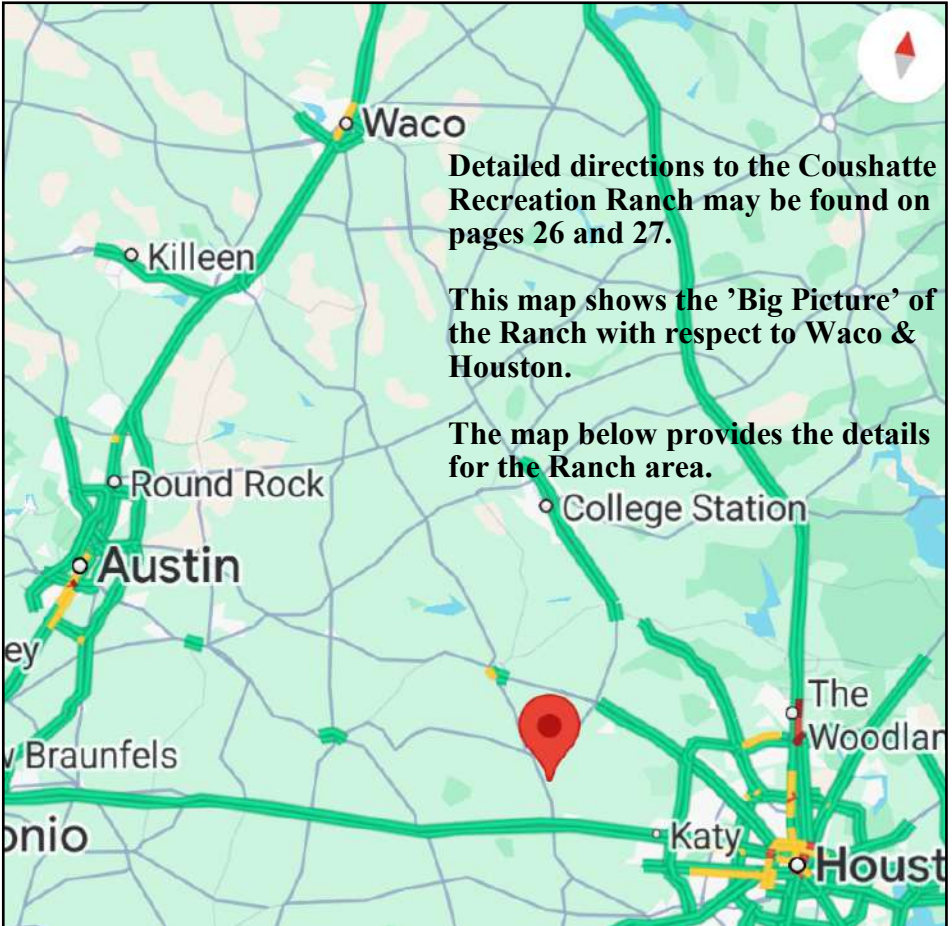 Waco
Detailed directions to the Coushatte
Recreation Ranch may be found on
pages 26 and 27.
Killeen
This map shows the ’Big Picture’ of
the Ranch with respect to Waco &
Houston.
The map below provides the details
for the Ranch area.
Round Rock
College Station
Austin
ey
The
Woodlan
w Braunfels
onio
Katy
Houst